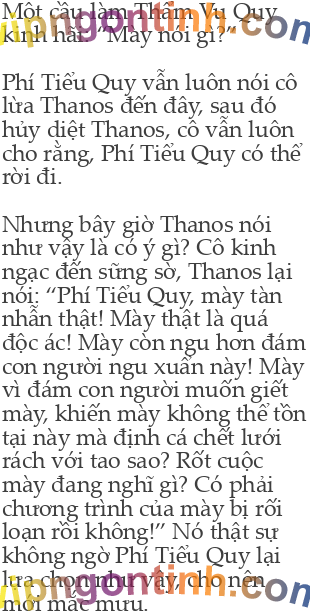 Một câu làm Thẩm Vu Quy
kinh hãi: “Mày nói gì?”
Phí Tiểu Quy vẫn luôn nói cô
lừa Thanos đến đây, sau đó
hủy diệt Thanos, cô vẫn luôn
cho rằng, Phí Tiểu Quy có thể
rời đi.
Nhưng bây giờ Thanos nói
như vậy là có ý gì? Cô kinh
ngạc đến sững sờ, Thanos lại
nói: “Phí Tiểu Quy, mày tàn
nhẫn thật! Mày thật là quá
độc ác! Mày còn ngu hơn đám
con người ngu xuẩn này! Mày
vì đám con người muốn giết
mày, khiến mày không thể tồn
tại này mà định cá chết lưới
rách với tao sao? Rốt cuộc
mày đang nghĩ gì? Có phải
chương trình của mày bị rối
loạn rồi không!” Nó thật sự
không ngờ Phí Tiểu Quy lại
lựa chọn như vậy, cho nên
mới mắc mưu.